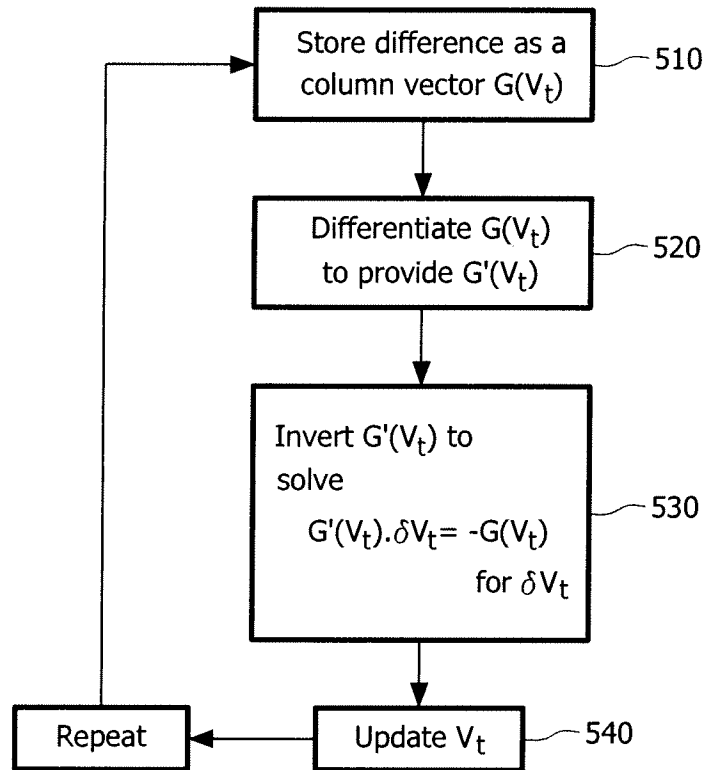 Store difference as a
column vector G(Vt)
510
Differentiate G(Vt)
to provide G'(Vt)
520
Invert G'(Vt) to
solve
G'(Vt).δVt= -G(Vt)
for δVt
530
Repeat
Update Vt
540